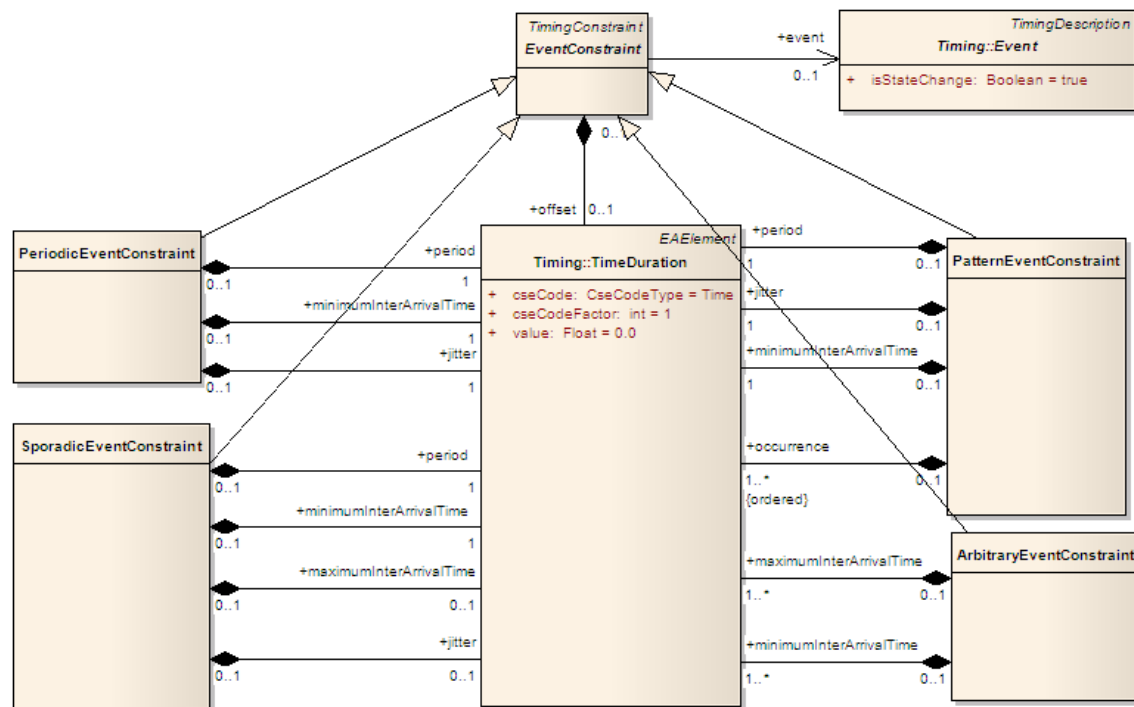 TimingConstraint
EventConstraint
+event
0..1
TimingDescription
Timing::Event
+ isStateChange: Boolean = true
0..1
+offset 0..1
PeriodicEventConstraint
+period
0..1 1
+minimumInterArrivalTime
0..1 1
+jitter
0..1 1
SporadicEventConstraint
+period
0..1 1
+minimumInterArrivalTime
0..1 1
+maximumInterArrivalTime
0..1 0..1
+jitter
0..1 0..1
EAElement
Timing::TimeDuration
+ cseCode: CseCodeType = Time
+ cseCodeFactor: int = 1
+ value: Float = 0.0
+period
1 0..1
+jitter
1 0..1
+minimumInterArrivalTime
1 0..1
+occurrence
1..* 0..1
{ordered}
PatternEventConstraint
+maximumInterArrivalTime
1..* 0..1
+minimumInterArrivalTime
1..* 0..1
ArbitraryEventConstraint